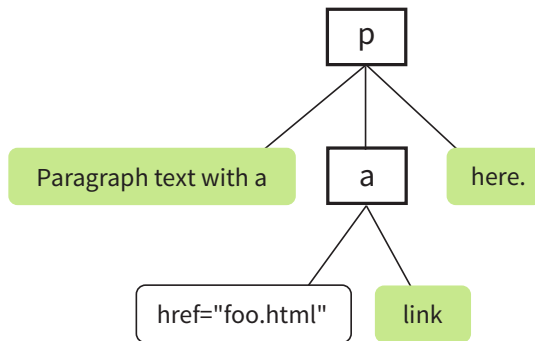 p
Paragraph text with a
a
here.
href="foo.html"
link